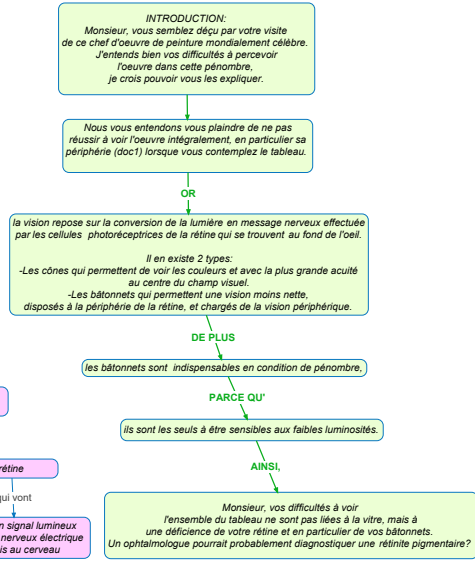 INTRODUCTION:
Monsieur, vous semblez déçu par votre visite
de ce chef d'oeuvre de peinture mondialement célèbre.
J'entends bien vos difficultés à percevoir
l'oeuvre dans cette pénombre,
je crois pouvoir vous les expliquer.
Nous vous entendons vous plaindre de ne pas
réussir à voir l'oeuvre intégralement, en particulier sa
périphérie (doc1) lorsque vous contemplez le tableau.
OR
la vision repose sur la conversion de la lumière en message nerveux effectuée
par les cellules photoréceptrices de la rétine qui se trouvent au fond de l'oeil.
Il en existe 2 types:
-Les cônes qui permettent de voir les couleurs et avec la plus grande acuité
au centre du champ visuel.
-Les bâtonnets qui permettent une vision moins nette,
disposés à la périphérie de la rétine, et chargés de la vision périphérique.
DE PLUS
les bâtonnets sont indispensables en condition de pénombre,
PARCE QU'
ils sont les seuls à être sensibles aux faibles luminosités.
AINSI,
Monsieur, vos difficultés à voir
l'ensemble du tableau ne sont pas liées à la vitre, mais à
une déficience de votre rétine et en particulier de vos bâtonnets.
Un ophtalmologue pourrait probablement diagnostiquer une rétinite pigmentaire?
rétine
qui vont
n signal lumineux
nerveux électrique
is au cerveau